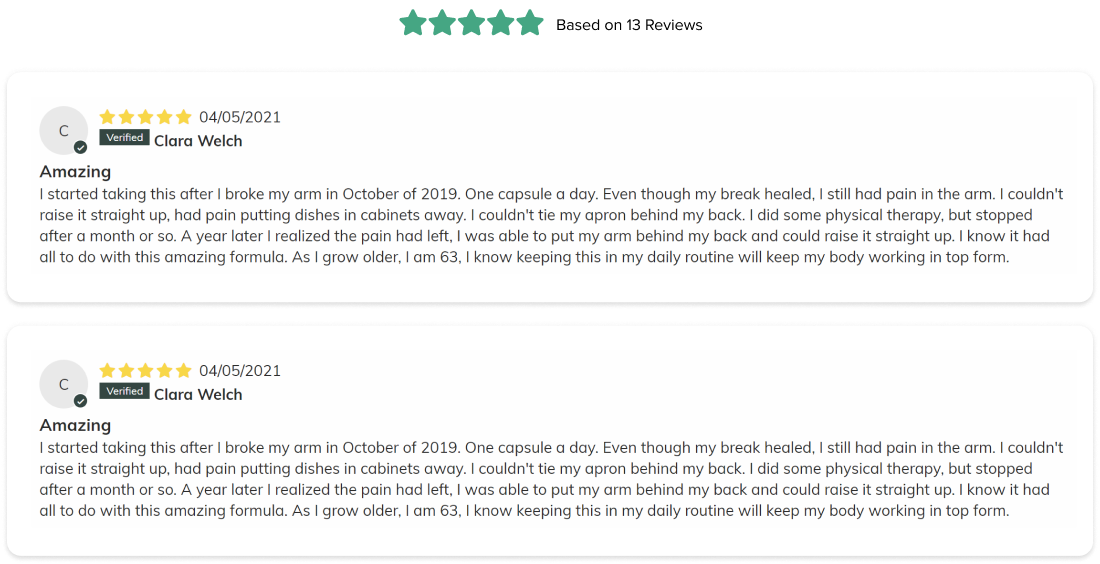 Based on 13 Reviews
C
04/05/2021
Verified Clara Welch
Amazing
I started taking this after I broke my arm in October of 2019. One capsule a day. Even though my break healed, I still had pain in the arm. I couldn't
raise it straight up, had pain putting dishes in cabinets away. I couldn't tie my apron behind my back. I did some physical therapy, but stopped
after a month or so. A year later I realized the pain had left, I was able to put my arm behind my back and could raise it straight up. I know it had
all to do with this amazing formula. As I grow older, I am 63, I know keeping this in my daily routine will keep my body working in top form.
C
04/05/2021
Verified Clara Welch
Amazing
I started taking this after I broke my arm in October of 2019. One capsule a day. Even though my break healed, I still had pain in the arm. I couldn't
raise it straight up, had pain putting dishes in cabinets away. I couldn't tie my apron behind my back. I did some physical therapy, but stopped
after a month or so. A year later I realized the pain had left, I was able to put my arm behind my back and could raise it straight up. I know it had
all to do with this amazing formula. As I grow older, I am 63, I know keeping this in my daily routine will keep my body working in top form.